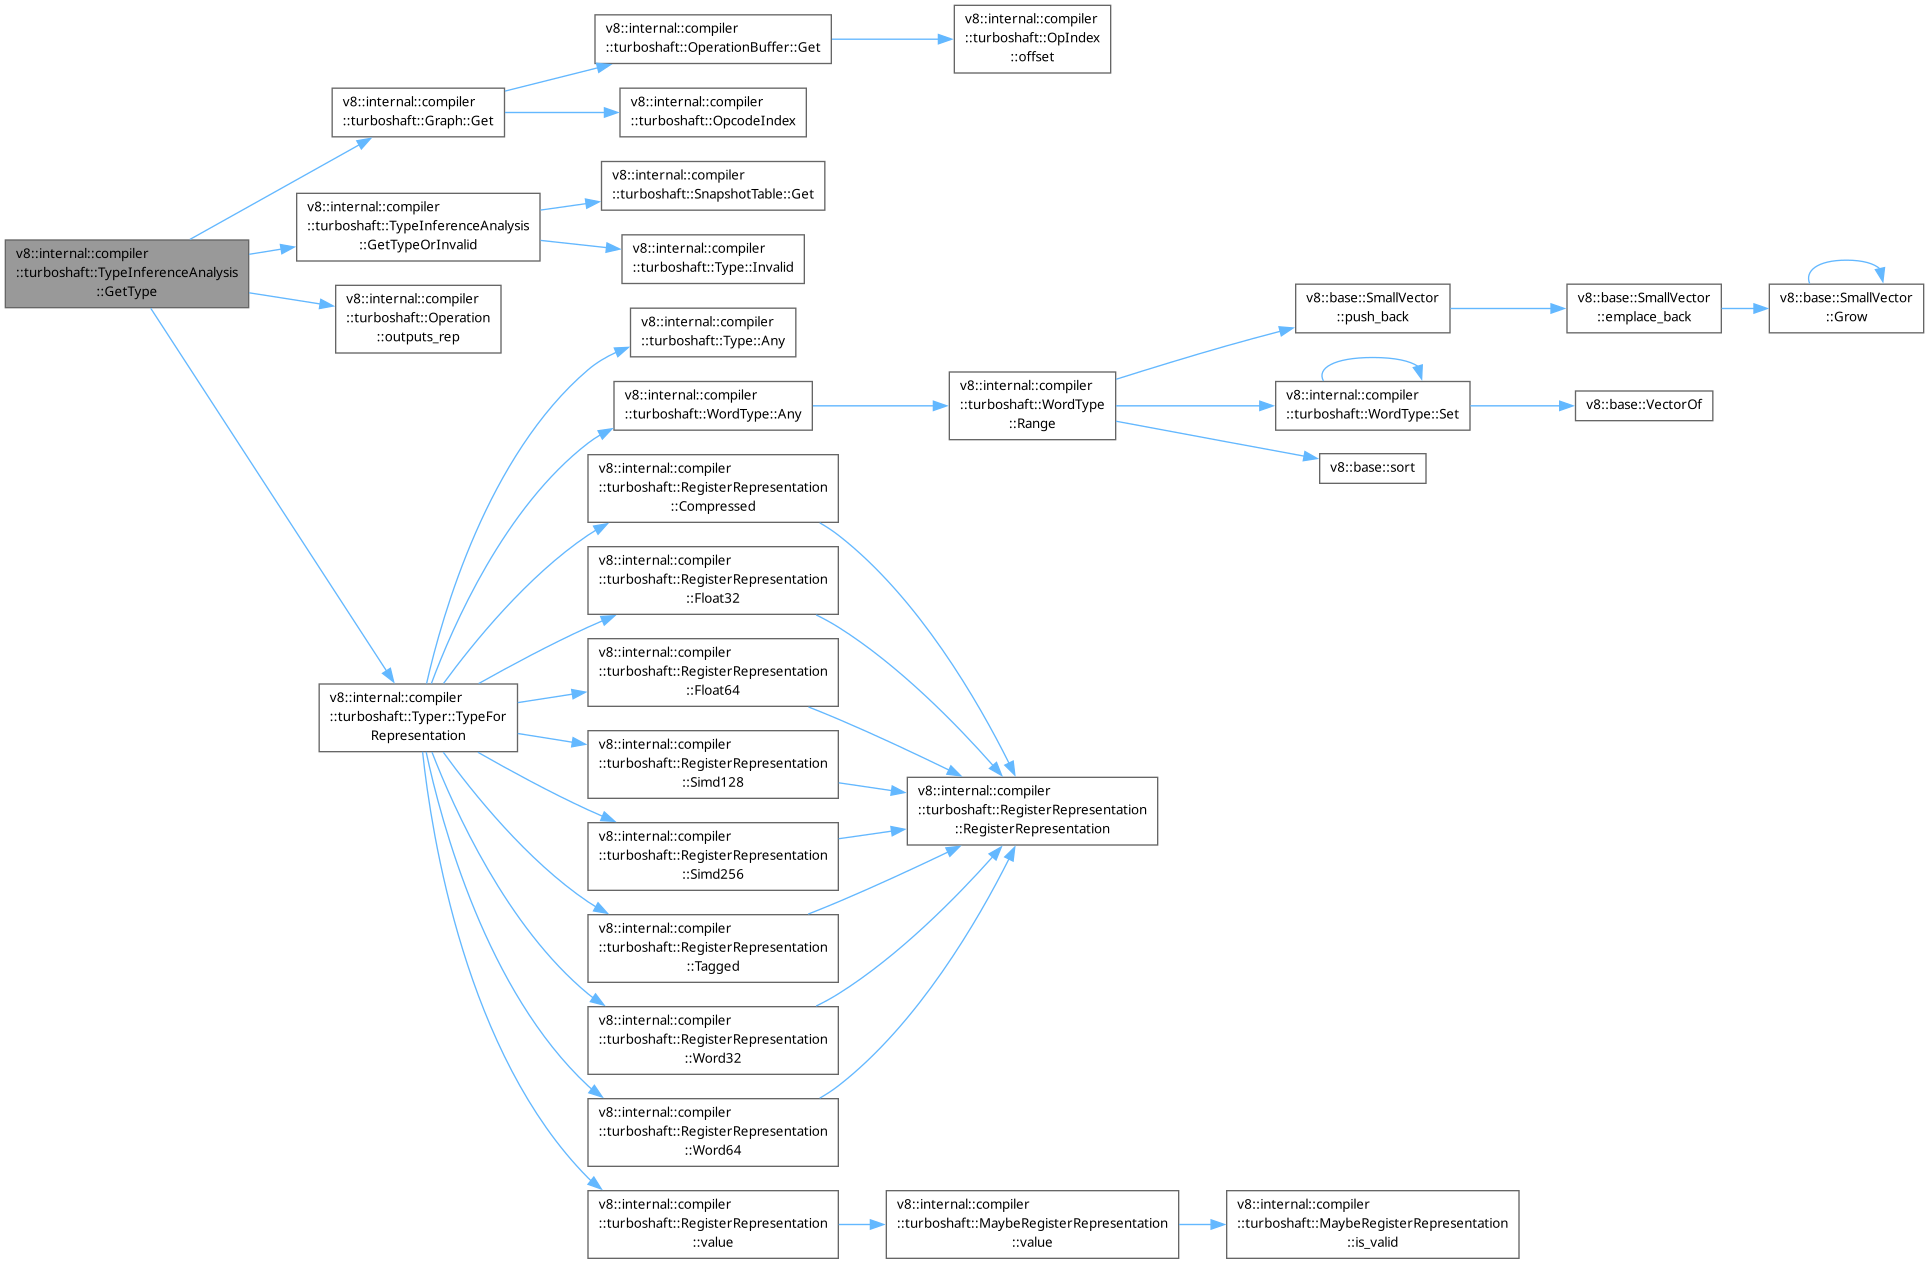 v8::internal::compiler
::turboshaft::TypeInferenceAnalysis
::GetType
v8::internal::compiler
::turboshaft::Graph::Get
v8::internal::compiler
::turboshaft::OperationBuffer::Get
v8::internal::compiler
::turboshaft::OpIndex
::offset
v8::internal::compiler
::turboshaft::OpcodeIndex
v8::internal::compiler
::turboshaft::TypeInferenceAnalysis
::GetTypeOrInvalid
v8::internal::compiler
::turboshaft::SnapshotTable::Get
v8::internal::compiler
::turboshaft::Type::Invalid
v8::internal::compiler
::turboshaft::Operation
::outputs_rep
v8::internal::compiler
::turboshaft::Typer::TypeFor
Representation
v8::internal::compiler
::turboshaft::Type::Any
v8::internal::compiler
::turboshaft::WordType::Any
v8::internal::compiler
::turboshaft::WordType
::Range
v8::base::SmallVector
::push_back
v8::base::SmallVector
::emplace_back
v8::base::SmallVector
::Grow
v8::internal::compiler
::turboshaft::WordType::Set
v8::base::VectorOf
v8::base::sort
v8::internal::compiler
::turboshaft::RegisterRepresentation
::Compressed
v8::internal::compiler
::turboshaft::RegisterRepresentation
::Float32
v8::internal::compiler
::turboshaft::RegisterRepresentation
::Float64
v8::internal::compiler
::turboshaft::RegisterRepresentation
::Simd128
v8::internal::compiler
::turboshaft::RegisterRepresentation
::RegisterRepresentation
v8::internal::compiler
::turboshaft::RegisterRepresentation
::Simd256
v8::internal::compiler
::turboshaft::RegisterRepresentation
::Tagged
v8::internal::compiler
::turboshaft::RegisterRepresentation
::Word32
v8::internal::compiler
::turboshaft::RegisterRepresentation
::Word64
v8::internal::compiler
::turboshaft::RegisterRepresentation
::value
v8::internal::compiler
::turboshaft::MaybeRegisterRepresentation
::value
v8::internal::compiler
::turboshaft::MaybeRegisterRepresentation
::is_valid